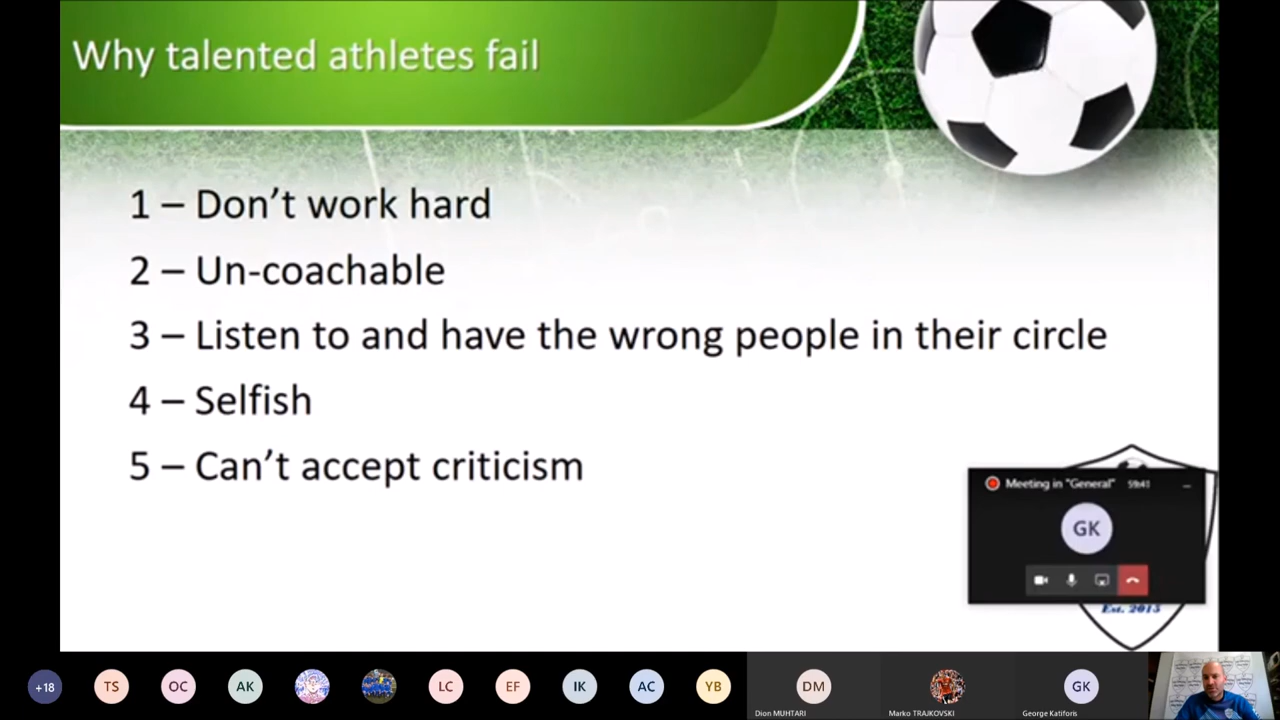 Why talented athletes fail
1 – Don't work hard
2 – Un-coachable
3 – Listen to and have the wrong people in their circle
4 – Selfish
5 – Can't accept criticism
Meeting in "General" 59:41
GK
Est. 2015
+18 TS OC AK LC EF IK AC YB DM GK
Dion MUHTARI Marko TRAJKOVSKI George Katiforis